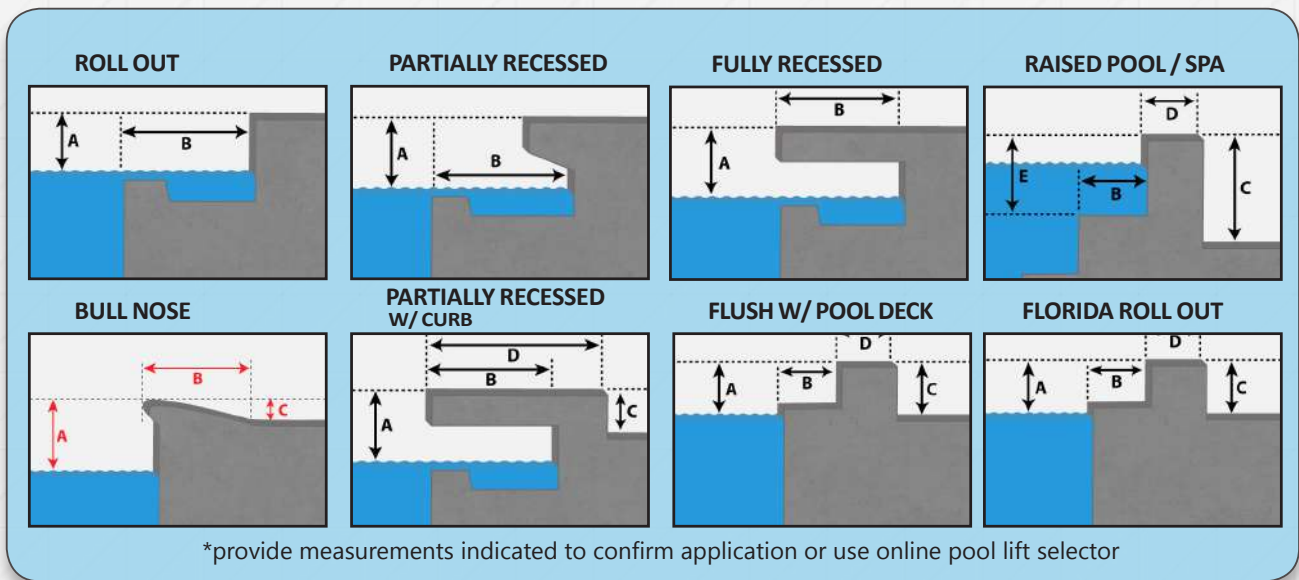 ROLL OUT
A
B
PARTIALLY RECESSED
A
B
FULLY RECESSED
B
A
RAISED POOL / SPA
D
E
B
C
BULL NOSE
B
C
A
PARTIALLY RECESSED
W/ CURB
D
B
A
C
FLUSH W/ POOL DECK
D
A
B
C
FLORIDA ROLL OUT
D
A
B
C
*provide measurements indicated to confirm application or use online pool lift selector